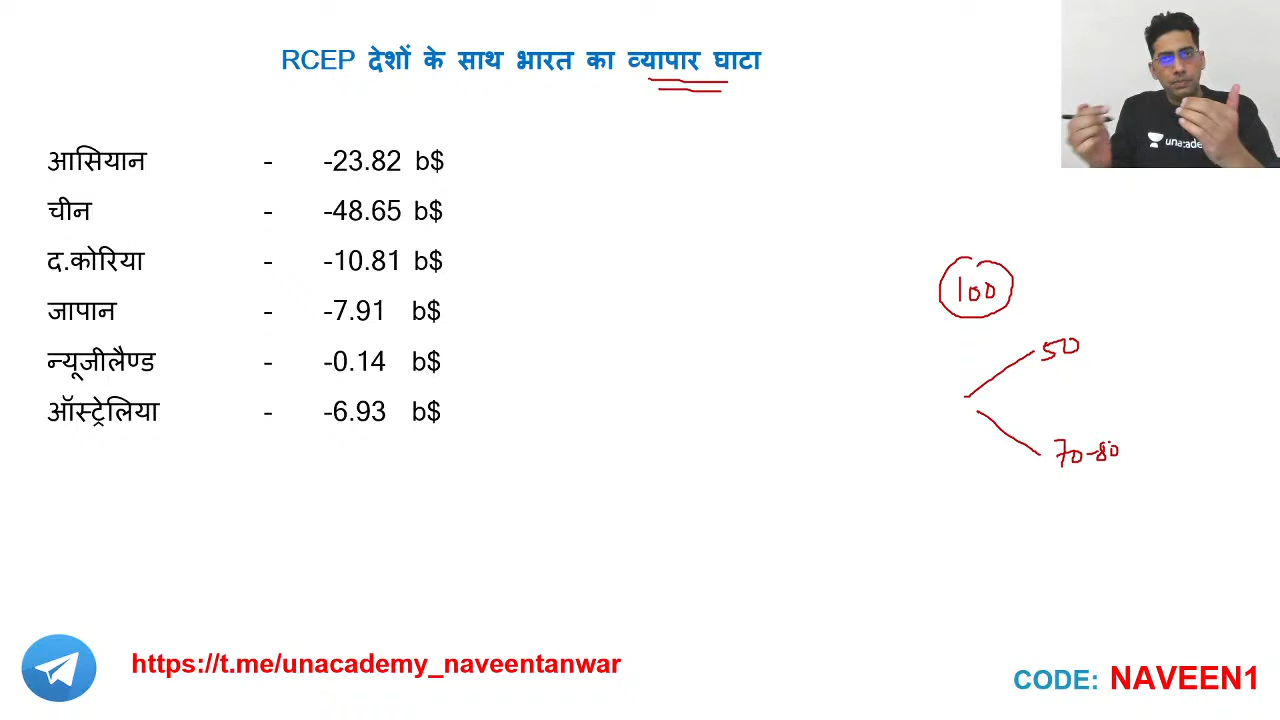 RCEP देशों के साथ भारत का व्यापार घाटा
आसियान - -23.82 b$
चीन - -48.65 b$
द.कोरिया - -10.81 b$
जापान - -7.91 b$
न्यूजीलैण्ड - -0.14 b$
ऑस्ट्रेलिया - -6.93 b$
100
50
70-80
unacade
https://t.me/unacademy_naveentanwar
CODE: NAVEEN1